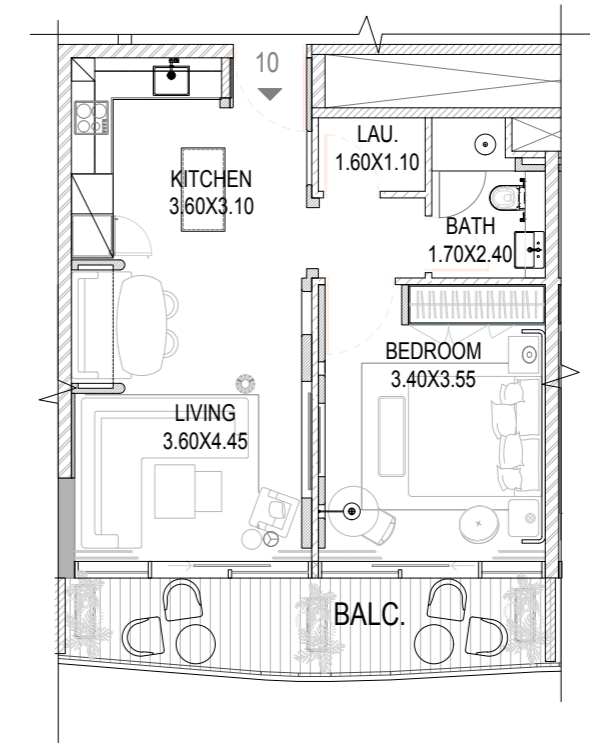 10
LAU.
1.60X1.10
KITCHEN
3.60X3.10
BATH
1.70X2.40
BEDROOM
3.40X3.55
LIVING
3.60X4.45
BALC.